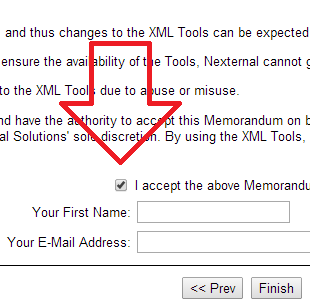 and thus changes to the XML Tools can be expected
ensure the availability of the Tools, Nexternal cannot g
to the XML Tools due to abuse or misuse.
nd have the authority to accept this Memorandum on b
al Solutions' sole discretion. By using the XML Tools,
I accept the above Memorandu
Your First Name:
Your E-Mail Address:
<< Prev Finish